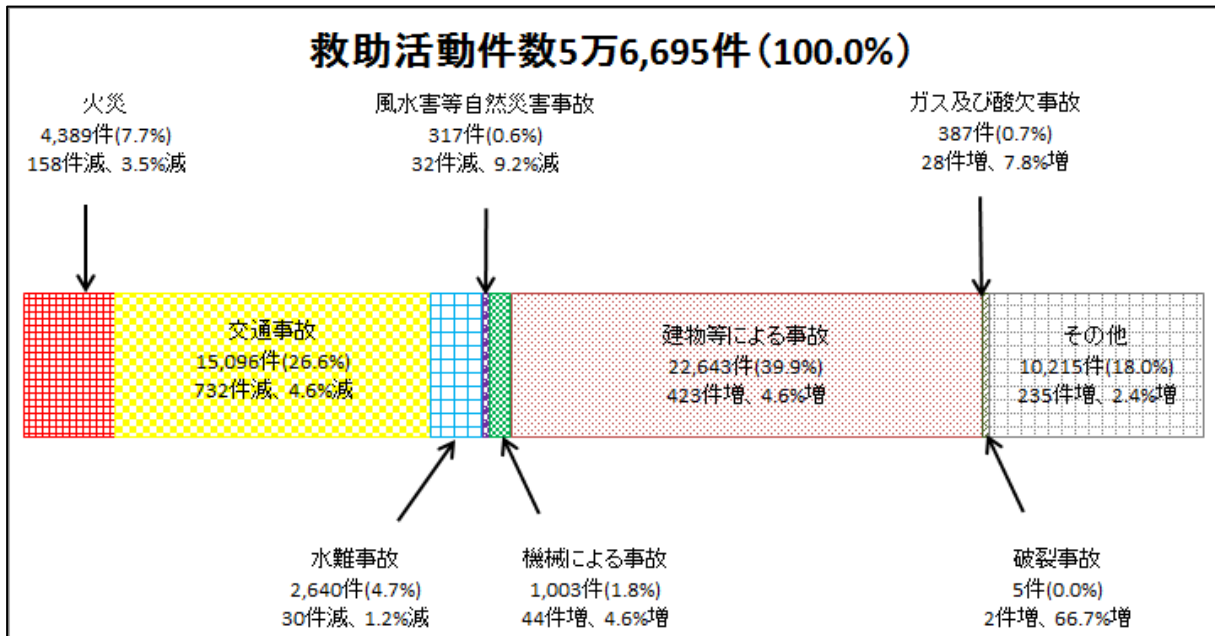 救助活動件数5万6,695件(100.0%)
火災
4,389件(7.7%)
158件減、3.5%減
風水害等自然災害事故
317件(0.6%)
32件減、9.2%減
ガス及び酸欠事故
387件(0.7%)
28件増、7.8%増
交通事故
15,096件(26.6%)
732件減、4.6%減
建物等による事故
22,643件(39.9%)
423件増、4.6%増
その他
10,215件(18.0%)
235件増、2.4%増
水難事故
2,640件(4.7%)
30件減、1.2%減
機械による事故
1,003件(1.8%)
44件増、4.6%増
破裂事故
5件(0.0%)
2件増、66.7%増